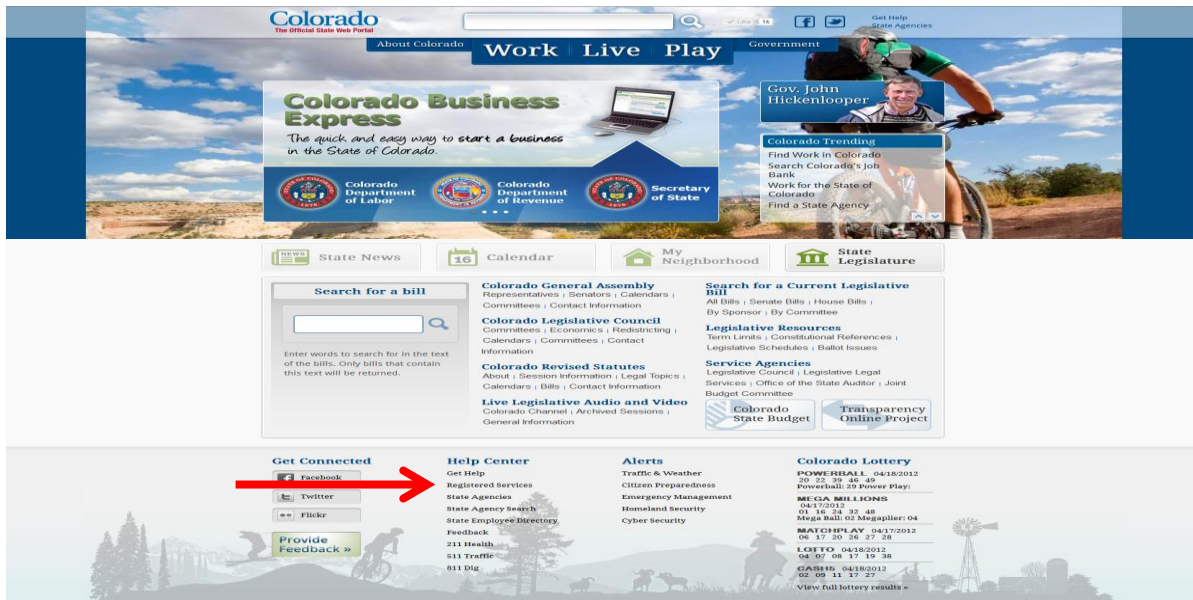 Colorado
The Official State Web Portal
Like 1k
Get Help
State Agencies
About Colorado
Work
Live
Play
Government
Colorado Business
Express
The quick and easy way to start a business
in the State of Colorado.
Colorado
Department
of Labor
Colorado
Department
of Revenue
Secretary
of State
Gov. John
Hickenlooper
Colorado Trending
Find Work in Colorado
Search Colorado's Job
Bank
Work for the State of
Colorado
Find a State Agency
NEWS
State News
16
Calendar
My
Neighborhood
State
Legislature
Search for a bill
Enter words to search for in the text
of the bills. Only bills that contain
this text will be returned.
Colorado General Assembly
Representatives | Senators | Calendars |
Committees | Contact Information
Colorado Legislative Council
Committees | Economics | Redistricting |
Calendars | Committees | Contact
Information
Colorado Revised Statutes
About | Session Information | Legal Topics |
Calendars | Bills | Contact Information
Live Legislative Audio and Video
Colorado Channel | Archived Sessions |
General Information
Search for a Current Legislative
Bill
All Bills | Senate Bills | House Bills |
By Sponsor | By Committee
Legislative Resources
Term Limits | Constitutional References |
Legislative Schedules | Ballot Issues
Service Agencies
Legislative Council | Legislative Legal
Services | Office of the State Auditor | Joint
Budget Committee
Colorado
State Budget
Transparency
Online Project
Get Connected
Facebook
Twitter
Flickr
Provide
Feedback »
Help Center
Get Help
Registered Services
State Agencies
State Agency Search
State Employee Directory
Feedback
211 Health
511 Traffic
811 Dig
Alerts
Traffic & Weather
Citizen Preparedness
Emergency Management
Homeland Security
Cyber Security
Colorado Lottery
POWERBALL 04/18/2012
20 22 39 46 49
Powerball: 29 Power Play:
MEGA MILLIONS
04/17/2012
01 16 24 32 48
Mega Ball: 02 Megaplier: 04
MATCHPLAY 04/17/2012
06 17 20 26 27 28
LOTTO 04/18/2012
04 07 08 17 19 38
CASH5 04/18/2012
02 09 11 17 27
View full lottery results »